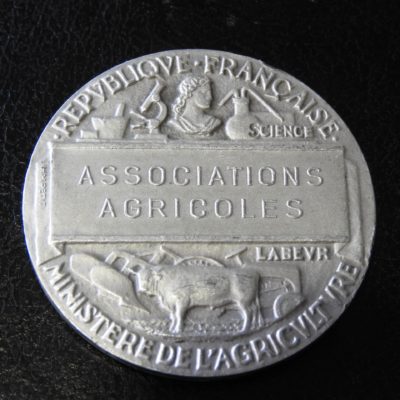 ·REPVBLIQVE·FRANÇAISE·
SCIENCE
ASSOCIATIONS
AGRICOLES
LABEVR
MINISTERE DE L'AGRICVLTVRE